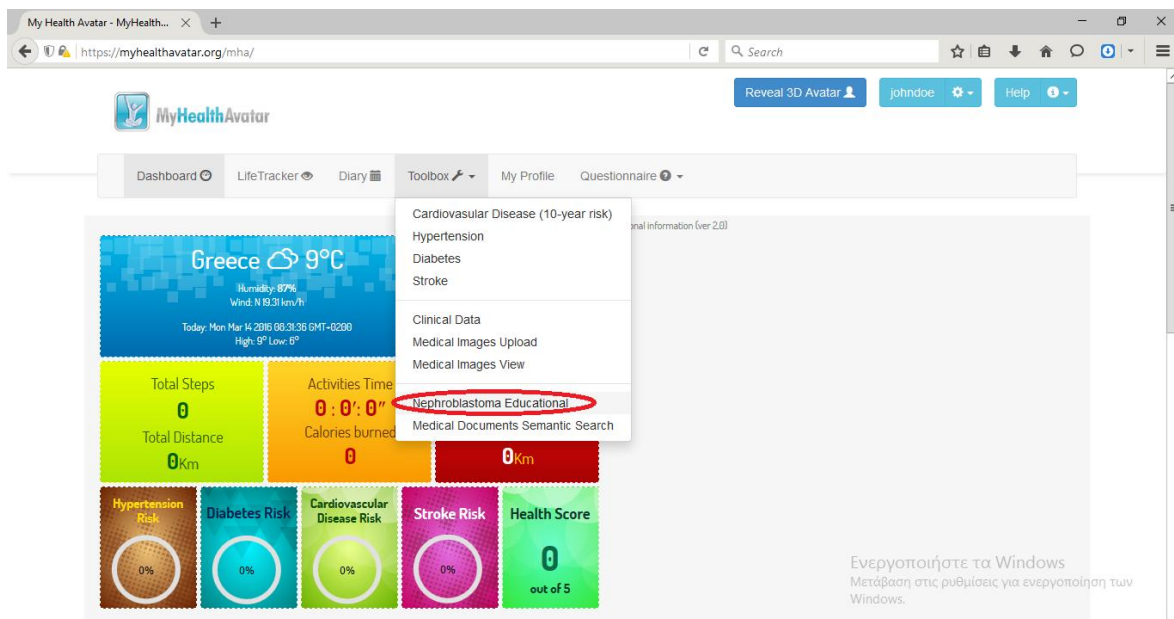 My Health Avatar - MyHealth...
https://myhealthavatar.org/mha/
Search
Reveal 3D Avatar
johndoe
Help
MyHealthAvatar
Dashboard
LifeTracker
Diary
Toolbox
My Profile
Questionnaire
Cardiovasular Disease (10-year risk)
Hypertension
Diabetes
Stroke
Clinical Data
Medical Images Upload
Medical Images View
Nephroblastoma Educational
Medical Documents Semantic Search
information (ver 2.0)
Greece 9°C
Humidity: 87%
Wind: N 19.31 km/h
Today: Mon Mar 14 2016 08:31:36 GMT+0200
High: 9° Low: 6°
Total Steps
0
Total Distance
0Km
Activities Time
0 : 0': 0"
Calories burned
0
0Km
Hypertension
Risk
0%
Diabetes Risk
0%
Cardiovascular
Disease Risk
0%
Stroke Risk
0%
Health Score
0
out of 5
Ενεργοποιήστε τα Windows
Μετάβαση στις ρυθμίσεις για ενεργοποίηση των
Windows.